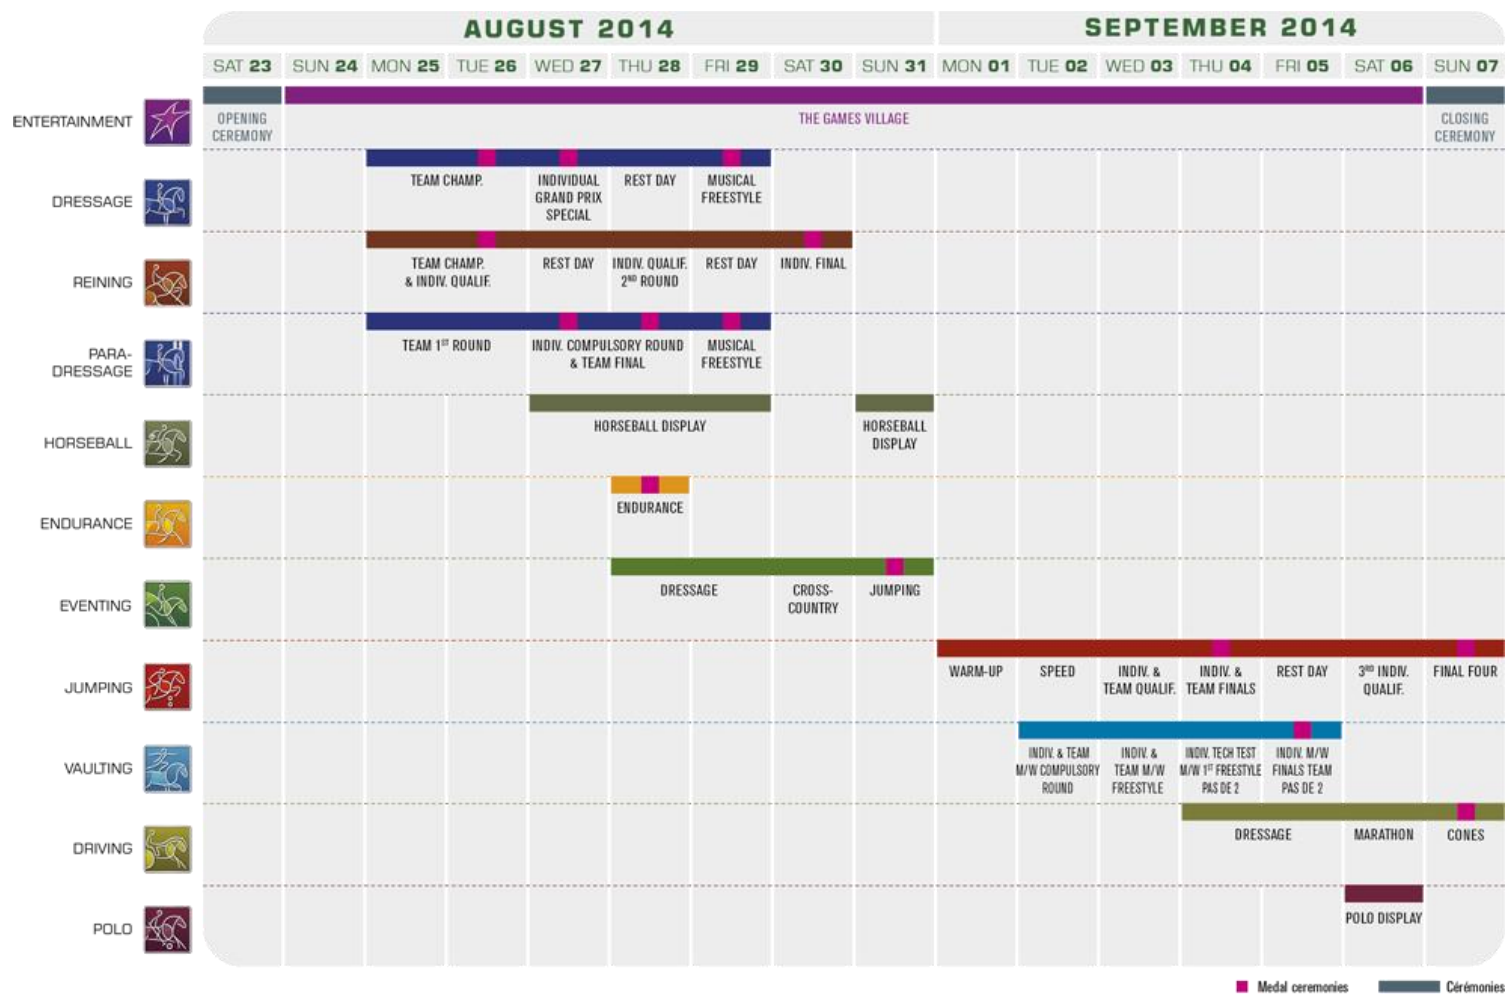 AUGUST 2014
SEPTEMBER 2014
SAT 23 SUN 24 MON 25 TUE 26 WED 27 THU 28 FRI 29 SAT 30 SUN 31 MON 01 TUE 02 WED 03 THU 04 FRI 05 SAT 06 SUN 07
ENTERTAINMENT
OPENING
CEREMONY
THE GAMES VILLAGE
CLOSING
CEREMONY
DRESSAGE
TEAM CHAMP.
INDIVIDUAL
GRAND PRIX
SPECIAL
REST DAY
MUSICAL
FREESTYLE
REINING
TEAM CHAMP.
& INDIV. QUALIF.
REST DAY
INDIV. QUALIF.
2ND ROUND
REST DAY
INDIV. FINAL
PARA-
DRESSAGE
TEAM 1ST ROUND
INDIV. COMPULSORY ROUND
& TEAM FINAL
MUSICAL
FREESTYLE
HORSEBALL
HORSEBALL DISPLAY
HORSEBALL
DISPLAY
ENDURANCE
ENDURANCE
EVENTING
DRESSAGE
CROSS-
COUNTRY
JUMPING
JUMPING
WARM-UP
SPEED
INDIV. &
TEAM QUALIF.
INDIV. &
TEAM FINALS
REST DAY
3RD INDIV.
QUALIF.
FINAL FOUR
VAULTING
INDIV. & TEAM
M/W COMPULSORY
ROUND
INDIV. &
TEAM M/W
FREESTYLE
INDIV. TECH TEST
M/W 1ST FREESTYLE
PAS DE 2
INDIV. M/W
FINALS TEAM
PAS DE 2
DRIVING
DRESSAGE
MARATHON
CONES
POLO
POLO DISPLAY
Medal ceremonies
Cérémonies